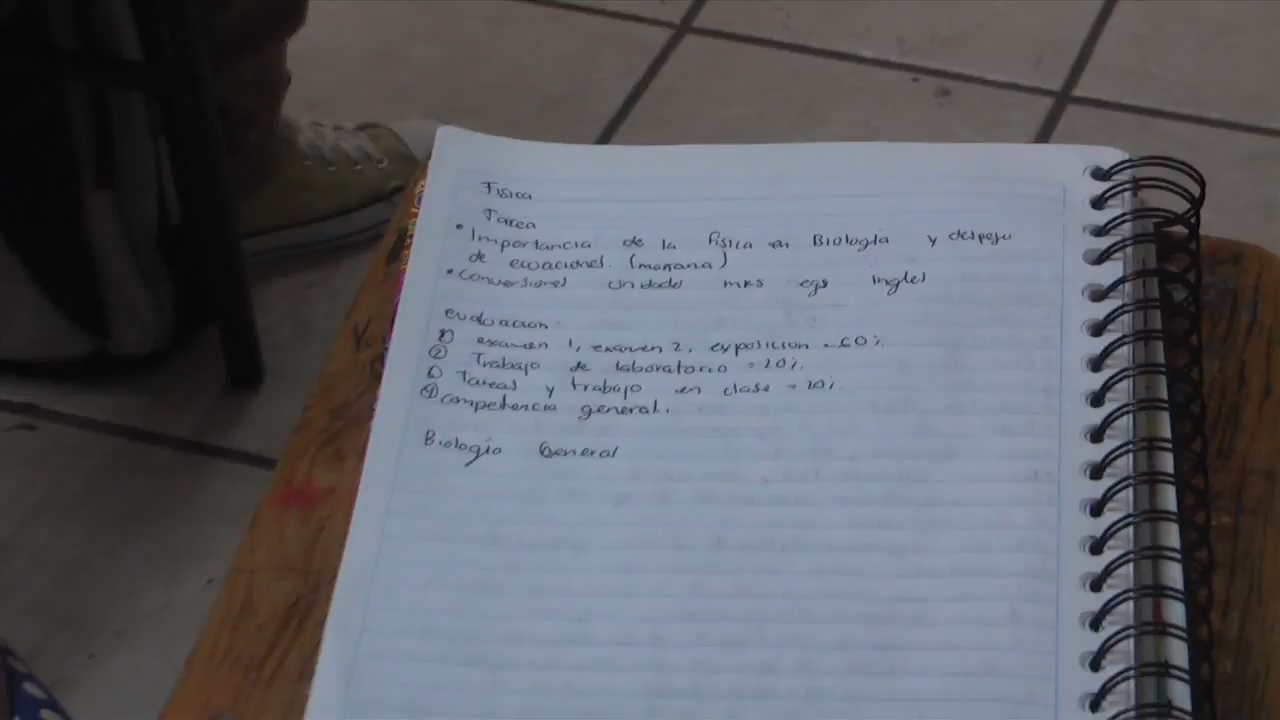 Fisica
Tarea
• Importancia de la fisica en Biología y despeje
de ecuaciones. (mañana)
• Conversiones unidades mks cgs ingles
evaluacion:
① examen 1, examen 2, exposicion = 60%
② Trabajo de laboratorio = 20%
③ Tareas y trabajo en clase = 20%
④ competencia general.
Biología General